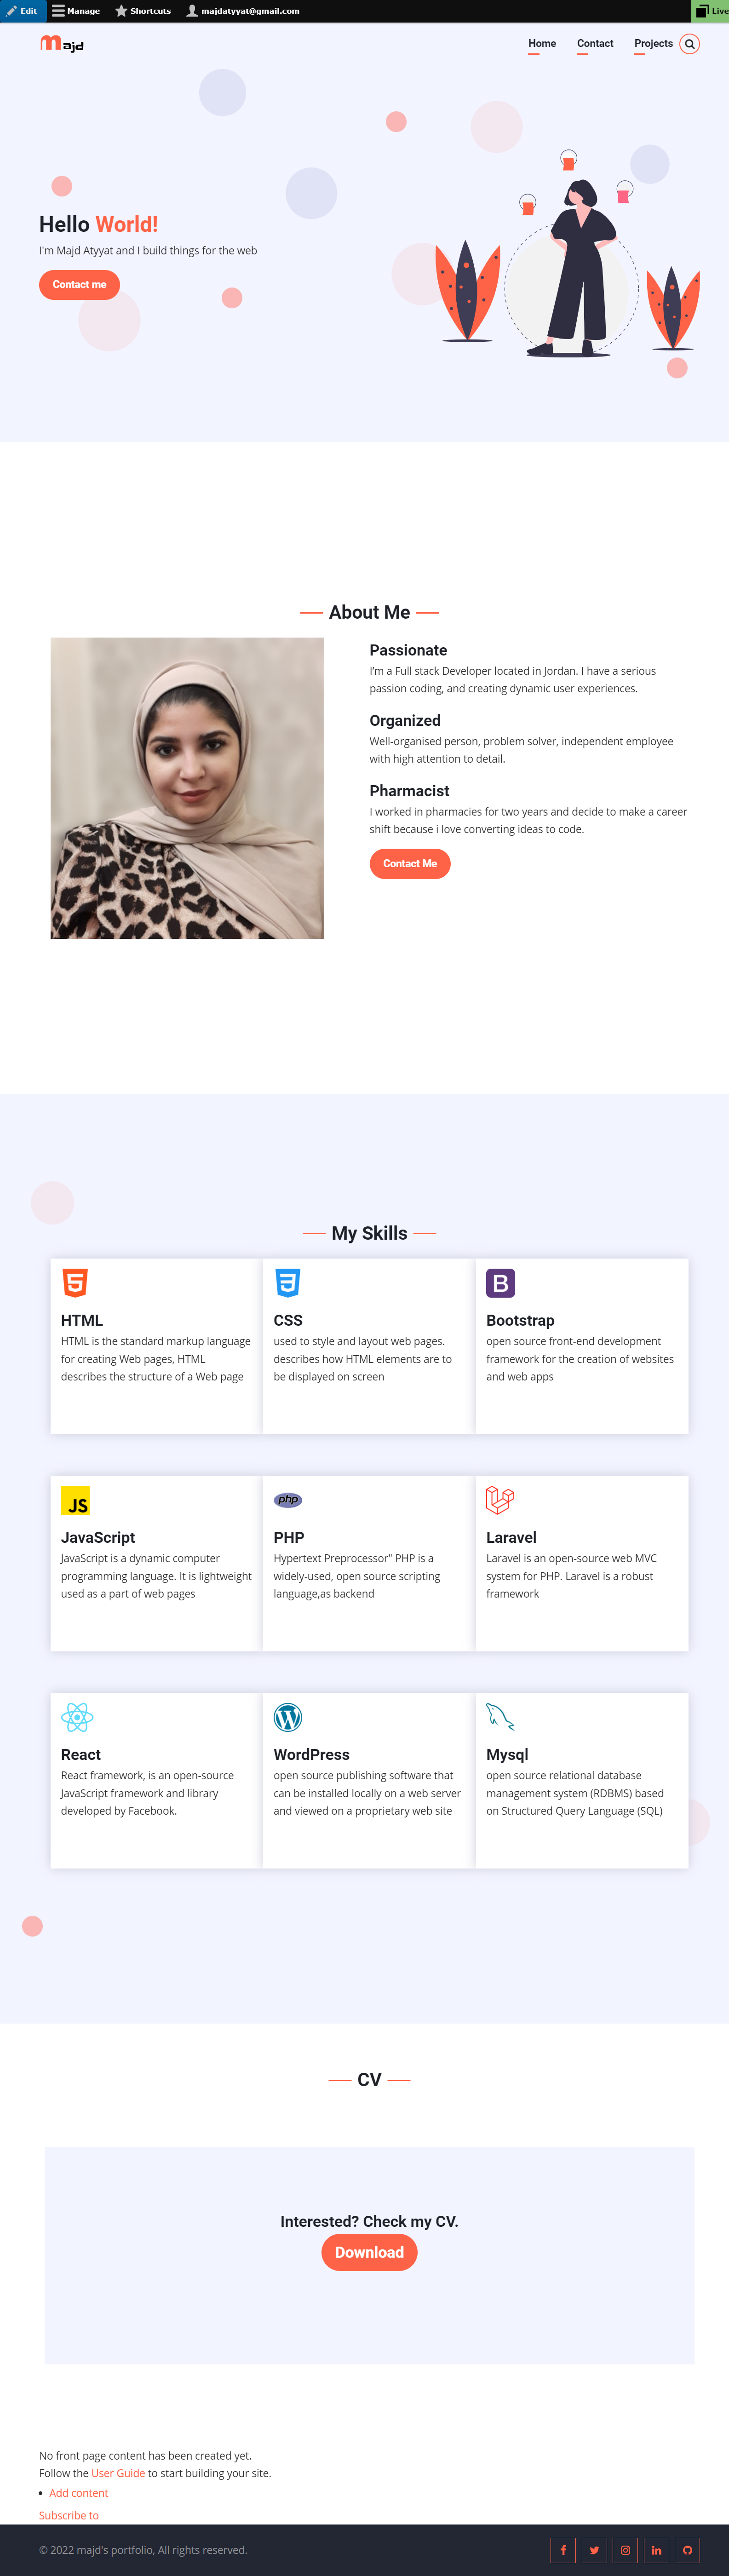 Edit Manage Shortcuts majdatyyat@gmail.com Live
majd
Home Contact Projects
Hello World!
I'm Majd Atyyat and I build things for the web
Contact me
About Me
Passionate
I'm a Full stack Developer located in Jordan. I have a serious
passion coding, and creating dynamic user experiences.
Organized
Well-organised person, problem solver, independent employee
with high attention to detail.
Pharmacist
I worked in pharmacies for two years and decide to make a career
shift because i love converting ideas to code.
Contact Me
My Skills
HTML
HTML is the standard markup language
for creating Web pages, HTML
describes the structure of a Web page
CSS
used to style and layout web pages.
describes how HTML elements are to
be displayed on screen
B
Bootstrap
open source front-end development
framework for the creation of websites
and web apps
JS
JavaScript
JavaScript is a dynamic computer
programming language. It is lightweight
used as a part of web pages
php
PHP
Hypertext Preprocessor" PHP is a
widely-used, open source scripting
language,as backend
Laravel
Laravel is an open-source web MVC
system for PHP. Laravel is a robust
framework
React
React framework, is an open-source
JavaScript framework and library
developed by Facebook.
WordPress
open source publishing software that
can be installed locally on a web server
and viewed on a proprietary web site
Mysql
open source relational database
management system (RDBMS) based
on Structured Query Language (SQL)
CV
Interested? Check my CV.
Download
No front page content has been created yet.
Follow the User Guide to start building your site.
Add content
Subscribe to
© 2022 majd's portfolio, All rights reserved.